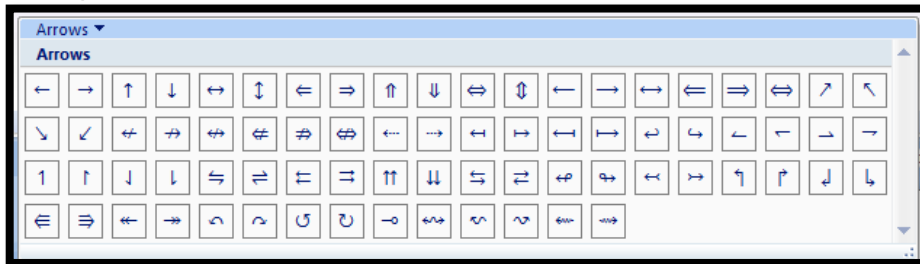 Arrows
Arrows
← → ↑ ↓ ↔ ↕ ⇐ ⇒ ⇑ ⇓ ⇔ ⇕ ⟵ ⟶ ⟷ ⟸ ⟹ ⟺ ↗ ↖
↘ ↙ ↚ ↛ ↮ ⇍ ⇏ ⇎ ⇠ ⇢ ↤ ↦ ⟻ ⟼ ↩ ↪ ↼ ↽ ⇁ ⇀
↿ ↾ ⇃ ⇂ ⇋ ⇌ ⇇ ⇉ ⇈ ⇊ ⇆ ⇄ ↫ ↬ ↢ ↣ ↰ ↱ ↲ ↳
⇚ ⇛ ↞ ↠ ↶ ↷ ↺ ↻ ⊸ ↭ ↜ ↝ ⇜ ⇝